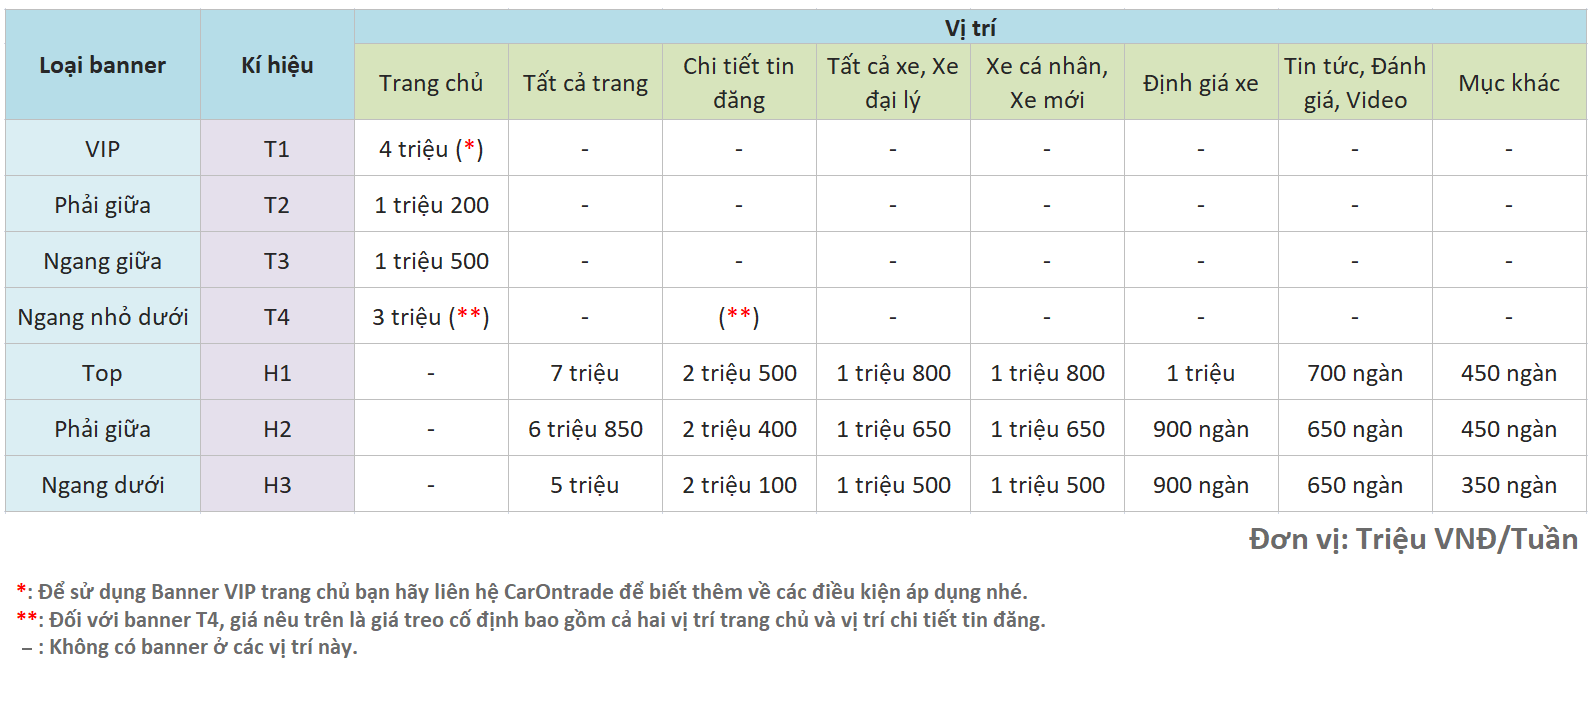 Loại banner Kí hiệu Vị trí
Trang chủ Tất cả trang Chi tiết tin đăng Tất cả xe, Xe đại lý Xe cá nhân, Xe mới Định giá xe Tin tức, Đánh giá, Video Mục khác
VIP T1 4 triệu (*) - - - - - - -
Phải giữa T2 1 triệu 200 - - - - - - -
Ngang giữa T3 1 triệu 500 - - - - - - -
Ngang nhỏ dưới T4 3 triệu (**) - (**) - - - - -
Top H1 - 7 triệu 2 triệu 500 1 triệu 800 1 triệu 800 1 triệu 700 ngàn 450 ngàn
Phải giữa H2 - 6 triệu 850 2 triệu 400 1 triệu 650 1 triệu 650 900 ngàn 650 ngàn 450 ngàn
Ngang dưới H3 - 5 triệu 2 triệu 100 1 triệu 500 1 triệu 500 900 ngàn 650 ngàn 350 ngàn
Đơn vị: Triệu VNĐ/Tuần
*: Để sử dụng Banner VIP trang chủ bạn hãy liên hệ CarOntrade để biết thêm về các điều kiện áp dụng nhé.
**: Đối với banner T4, giá nêu trên là giá treo cố định bao gồm cả hai vị trí trang chủ và vị trí chi tiết tin đăng.
– : Không có banner ở các vị trí này.